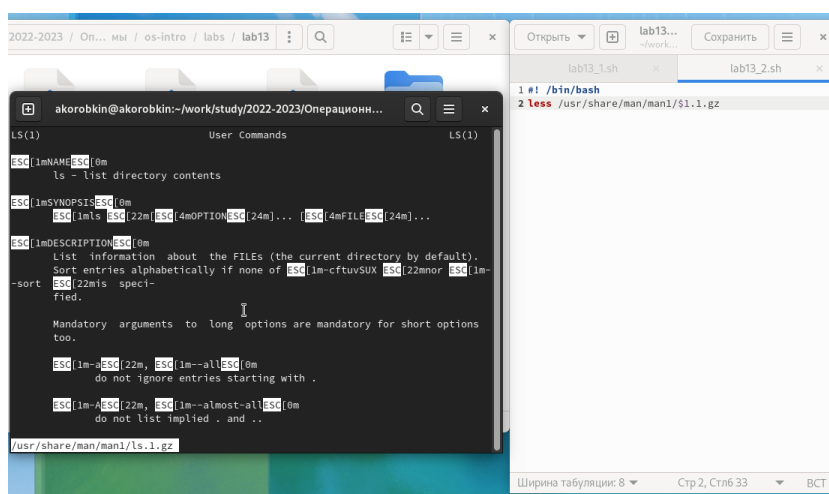 2022-2023 / Оп... мы / os-intro / labs / lab13
Открыть
lab13...
~/work...
Сохранить
lab13_1.sh
lab13_2.sh
1 #! /bin/bash
2 less /usr/share/man/man1/$1.1.gz
akorobkin@akorobkin:~/work/study/2022-2023/Операционн...
LS(1) User Commands LS(1)
ESC[1mNAMEESC[0m
ls - list directory contents
ESC[1mSYNOPSISESC[0m
ESC[1mls ESC[22m[ESC[4mOPTIONESC[24m]... [ESC[4mFILEESC[24m]...
ESC[1mDESCRIPTIONESC[0m
List information about the FILEs (the current directory by default).
Sort entries alphabetically if none of ESC[1m-cftuvSUX ESC[22mnor ESC[1m-
-sort ESC[22mis speci-
fied.
Mandatory arguments to long options are mandatory for short options
too.
ESC[1m-aESC[22m, ESC[1m--allESC[0m
do not ignore entries starting with .
ESC[1m-AESC[22m, ESC[1m--almost-allESC[0m
do not list implied . and ..
/usr/share/man/man1/ls.1.gz
Ширина табуляции: 8
Стр 2, Стлб 33
ВСТ